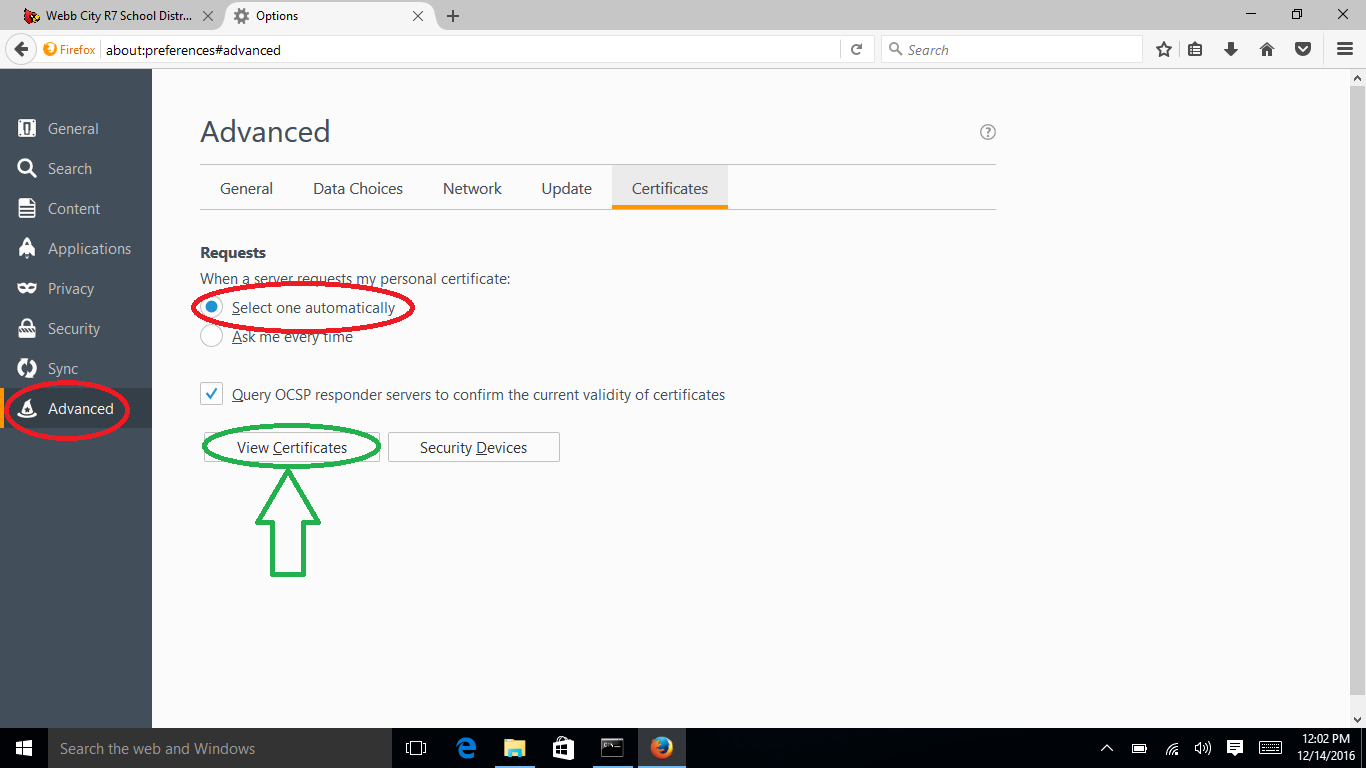 Webb City R7 School Distr...
Options
Firefox
about:preferences#advanced
Search
General
Search
Content
Applications
Privacy
Security
Sync
Advanced
Advanced
?
General
Data Choices
Network
Update
Certificates
Requests
When a server requests my personal certificate:
Select one automatically
Ask me every time
Query OCSP responder servers to confirm the current validity of certificates
View Certificates
Security Devices
Search the web and Windows
12:02 PM
12/14/2016